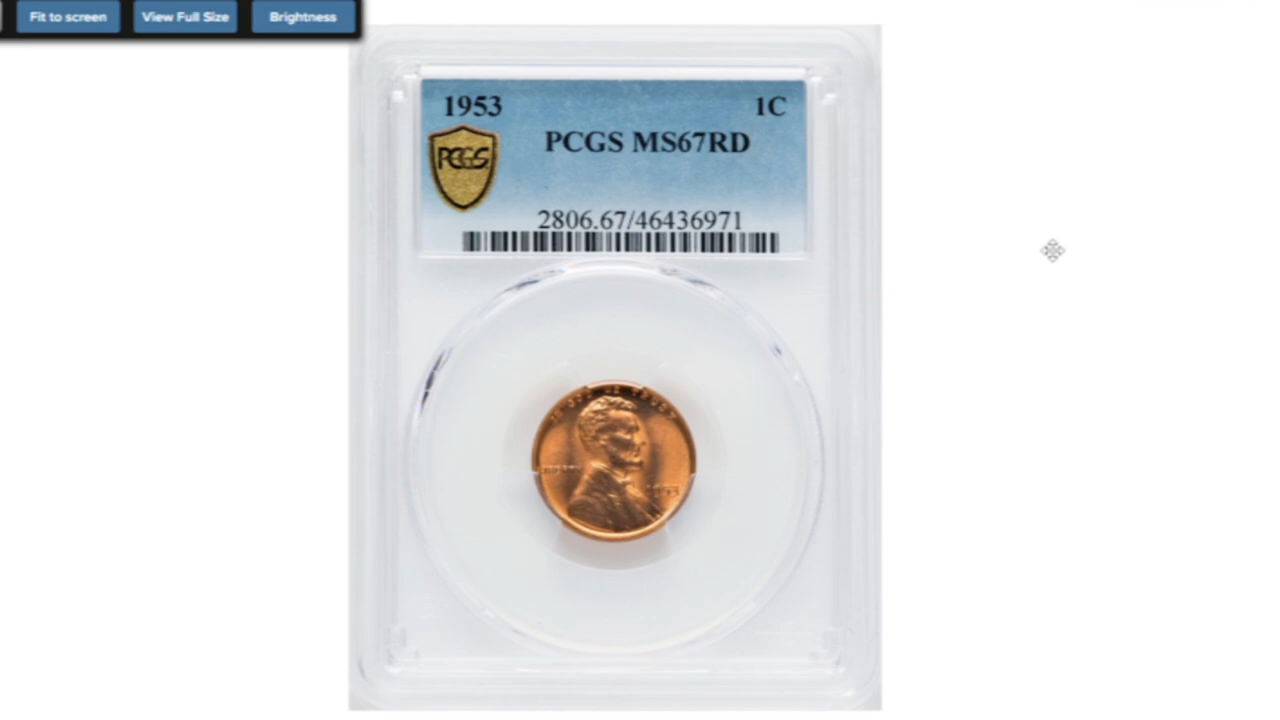 Fit to screen
View Full Size
Brightness
1953
1C
PCGS
PCGS MS67RD
2806.67/46436971